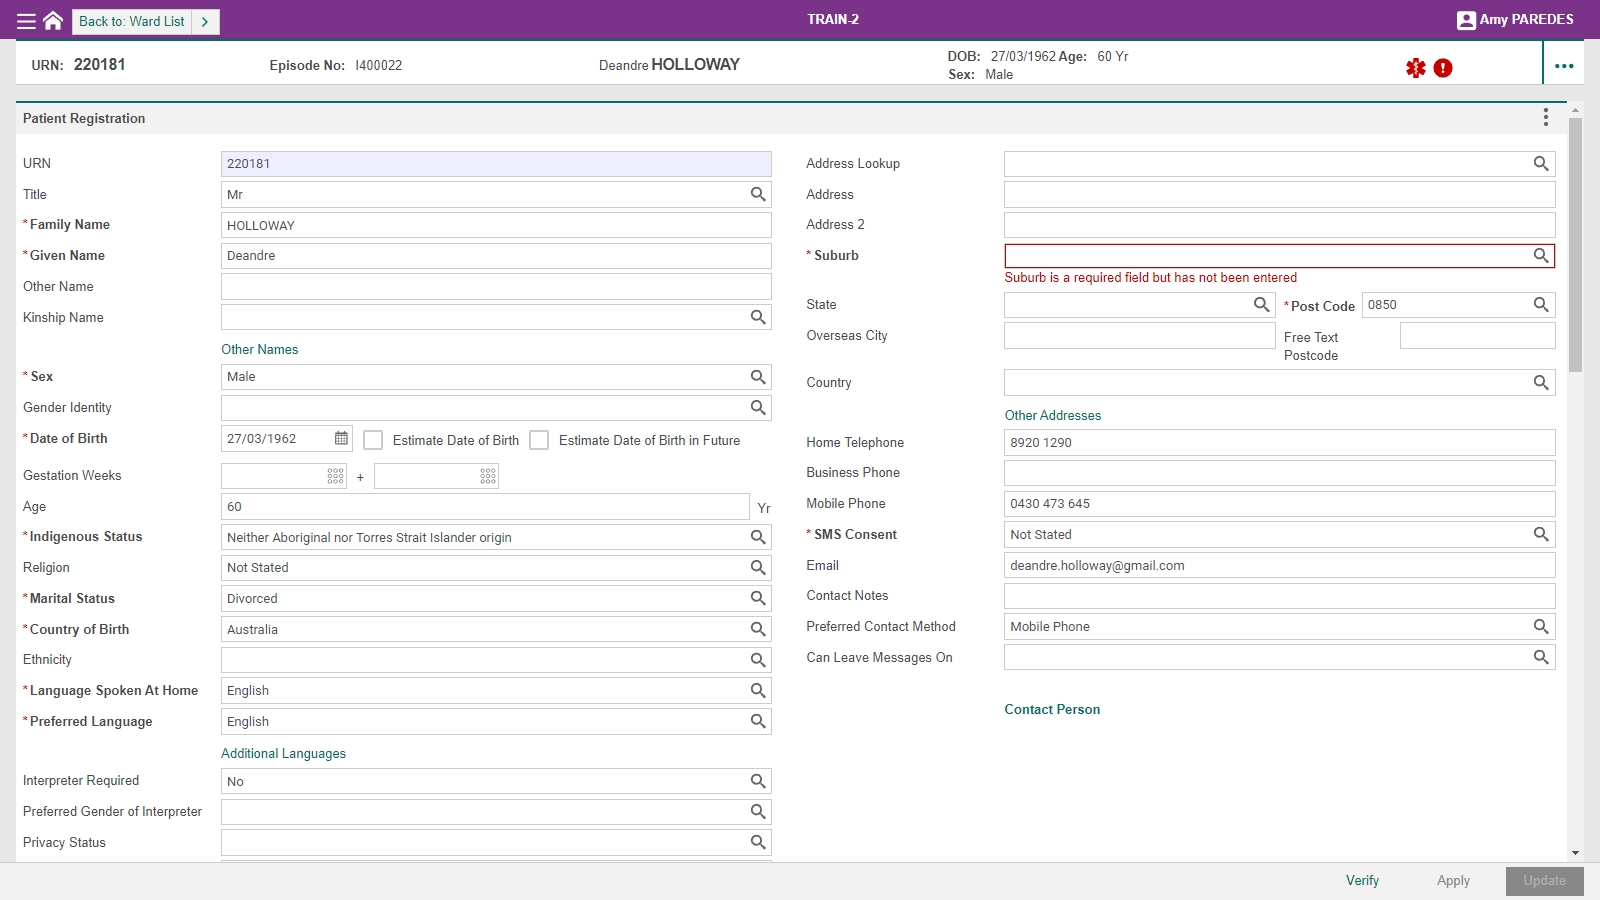 Back to: Ward List
TRAIN-2
Amy PAREDES
URN: 220181
Episode No: I400022
Deandre HOLLOWAY
DOB: 27/03/1962 Age: 60 Yr
Sex: Male
Patient Registration
URN 220181
Title Mr
*Family Name HOLLOWAY
*Given Name Deandre
Other Name
Kinship Name
Other Names
*Sex Male
Gender Identity
*Date of Birth 27/03/1962 Estimate Date of Birth Estimate Date of Birth in Future
Gestation Weeks +
Age 60 Yr
*Indigenous Status Neither Aboriginal nor Torres Strait Islander origin
Religion Not Stated
*Marital Status Divorced
*Country of Birth Australia
Ethnicity
*Language Spoken At Home English
*Preferred Language English
Additional Languages
Interpreter Required No
Preferred Gender of Interpreter
Privacy Status
Address Lookup
Address
Address 2
*Suburb
Suburb is a required field but has not been entered
State *Post Code 0850
Overseas City Free Text
Postcode
Country
Other Addresses
Home Telephone 8920 1290
Business Phone
Mobile Phone 0430 473 645
*SMS Consent Not Stated
Email deandre.holloway@gmail.com
Contact Notes
Preferred Contact Method Mobile Phone
Can Leave Messages On
Contact Person
Verify Apply Update